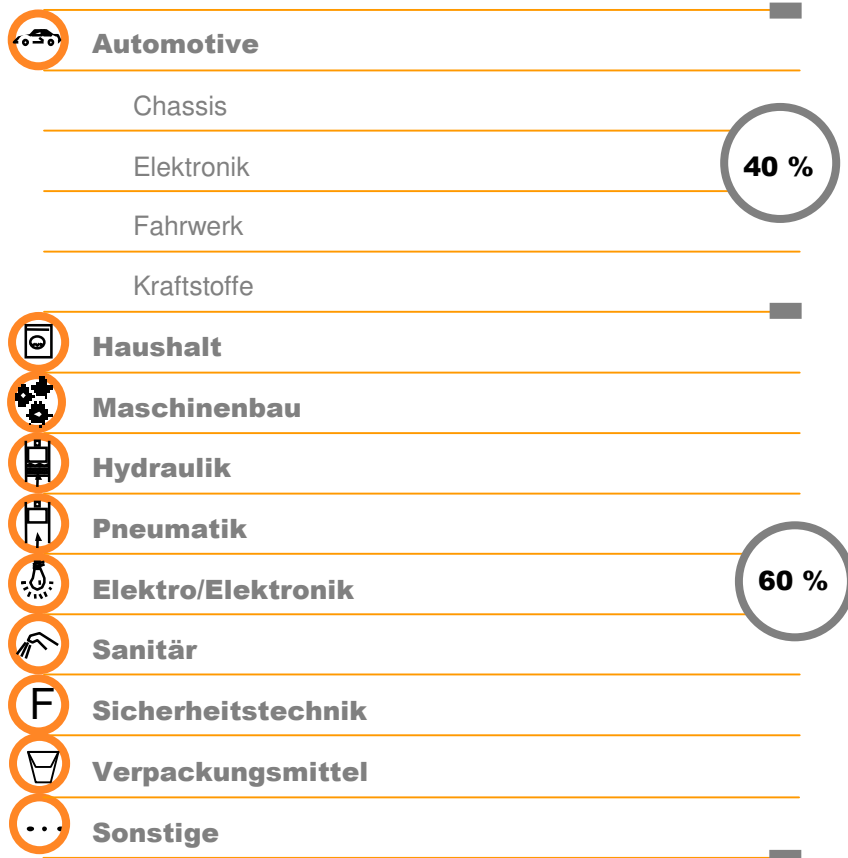 Automotive
Chassis
Elektronik
40 %
Fahrwerk
Kraftstoffe
Haushalt
Maschinenbau
Hydraulik
Pneumatik
Elektro/Elektronik
60 %
Sanitär
F
Sicherheitstechnik
Verpackungsmittel
...
Sonstige